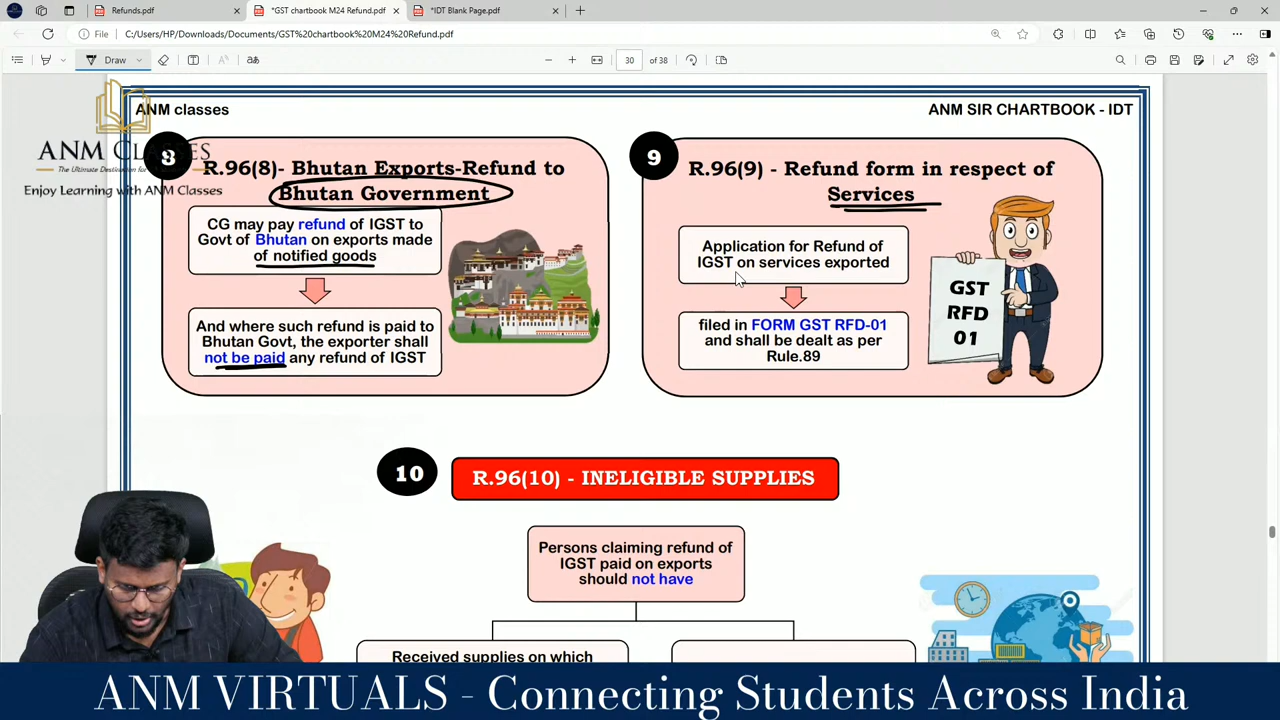 Refunds.pdf
*GST chartbook M24 Refund.pdf
*IDT Blank Page.pdf
File
C:/Users/HP/Downloads/Documents/GST%20chartbook%20M24%20Refund.pdf
Draw
30 of 38
ANM classes
ANM SIR CHARTBOOK - IDT
ANM CLASSES
The Ultimate Destination for
Enjoy Learning with ANM Classes
8
R.96(8)- Bhutan Exports-Refund to
Bhutan Government
CG may pay refund of IGST to
Govt of Bhutan on exports made
of notified goods
And where such refund is paid to
Bhutan Govt, the exporter shall
not be paid any refund of IGST
9
R.96(9) - Refund form in respect of
Services
Application for Refund of
IGST on services exported
filed in FORM GST RFD-01
and shall be dealt as per
Rule.89
GST
RFD
01
10
R.96(10) - INELIGIBLE SUPPLIES
Persons claiming refund of
IGST paid on exports
should not have
Received supplies on which
ANM VIRTUALS - Connecting Students Across India